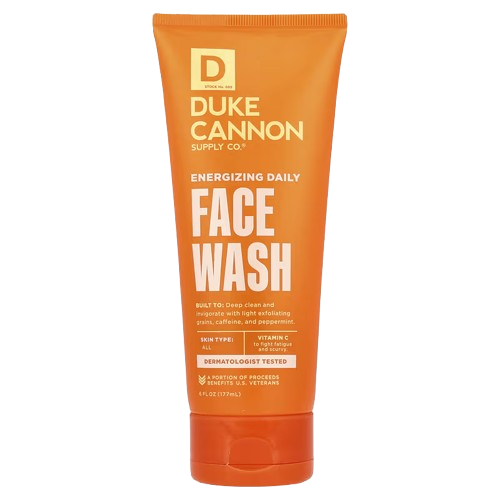 D
DUKE
CANNON
SUPPLY CO.®
ENERGIZING DAILY
FACE
WASH
BUILT TO: Deep clean and
invigorate with light exfoliating
grains, caffeine, and peppermint.
SKIN TYPE:
ALL
VITAMIN C
to fight fatigue
and scurvy
DERMATOLOGIST TESTED
A PORTION OF PROCEEDS
BENEFITS U.S. VETERANS
6 FL OZ (177mL)